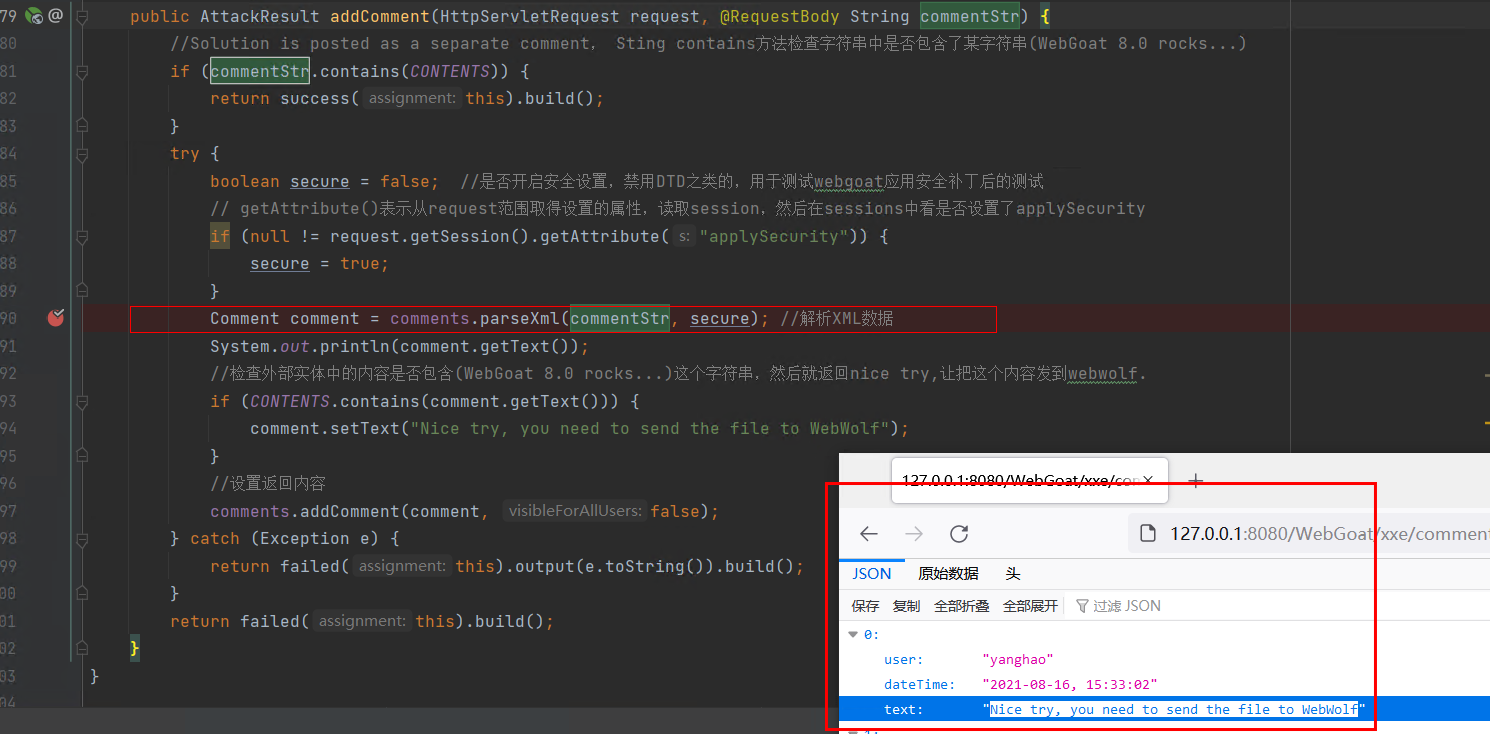 79 @ public AttackResult addComment(HttpServletRequest request, @RequestBody String commentStr) {
80 //Solution is posted as a separate comment， Sting contains方法检查字符串中是否包含了某字符串(WebGoat 8.0 rocks...)
81 if (commentStr.contains(CONTENTS)) {
82 return success( assignment: this).build();
83 }
84 try {
85 boolean secure = false; //是否开启安全设置，禁用DTD之类的，用于测试webgoat应用安全补丁后的测试
86 // getAttribute()表示从request范围取得设置的属性，读取session，然后在sessions中看是否设置了applySecurity
87 if (null != request.getSession().getAttribute( s: "applySecurity")) {
88 secure = true;
89 }
90 Comment comment = comments.parseXml(commentStr, secure); //解析XML数据
91 System.out.println(comment.getText());
92 //检查外部实体中的内容是否包含(WebGoat 8.0 rocks...)这个字符串，然后就返回nice try,让把这个内容发到webwolf.
93 if (CONTENTS.contains(comment.getText())) {
94 comment.setText("Nice try, you need to send the file to WebWolf");
95 }
96 //设置返回内容
97 comments.addComment(comment, visibleForAllUsers: false);
98 } catch (Exception e) {
99 return failed( assignment: this).output(e.toString()).build();
00 }
01 return failed( assignment: this).build();
02 }
03 }
04
127.0.0.1:8080/WebGoat/xxe/co
127.0.0.1:8080/WebGoat/xxe/comment
JSON 原始数据 头
保存 复制 全部折叠 全部展开 过滤 JSON
0:
user: "yanghao"
dateTime: "2021-08-16, 15:33:02"
text: "Nice try, you need to send the file to WebWolf"